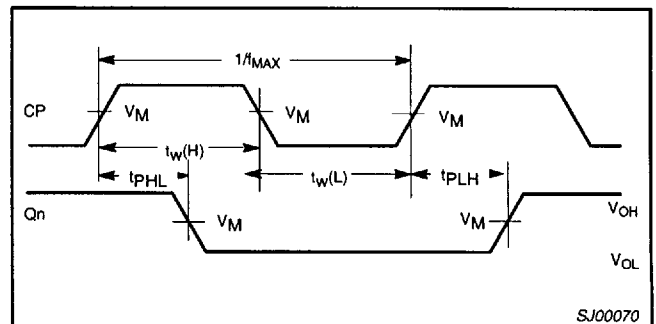 1/fMAX
CP
VM
VM
VM
tw(H)
tPHL
tw(L)
tPLH
Qn
VM
VM
VOH
VOL
SJ00070